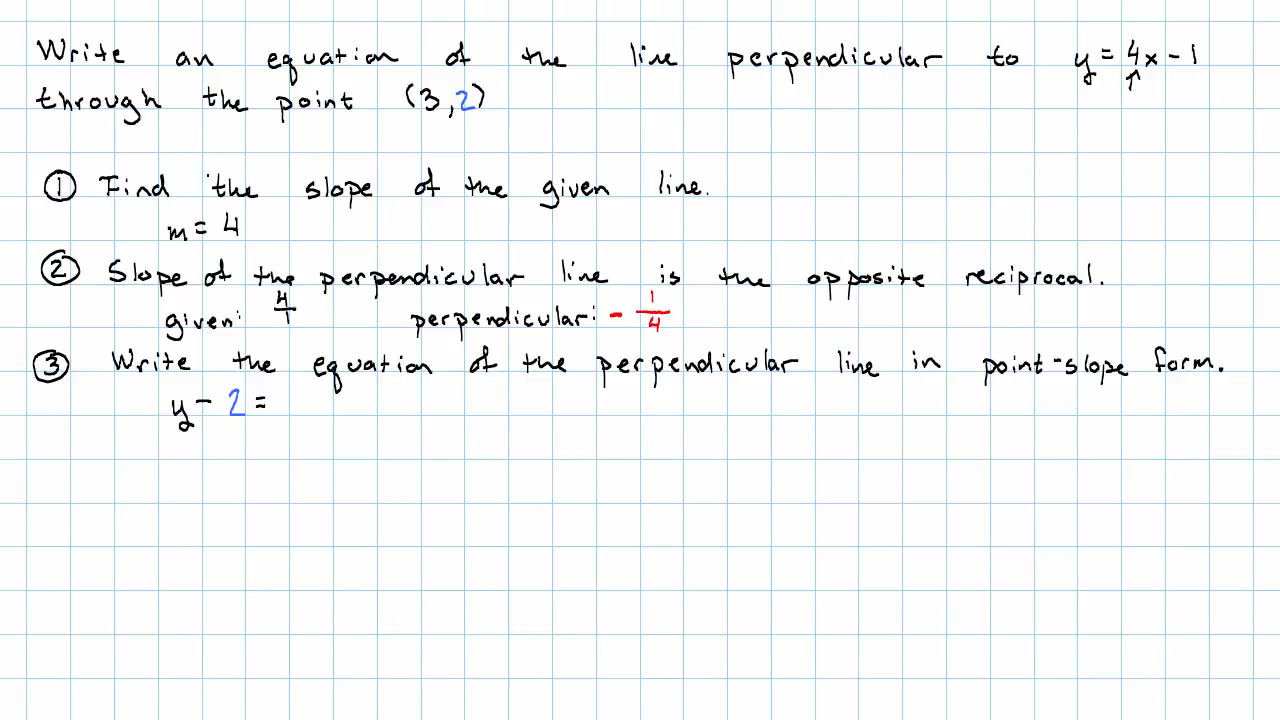 Write an equation of the line perpendicular to y = 4x - 1
through the point (3, 2)
① Find the slope of the given line.
m = 4
② Slope of the perpendicular line is the opposite reciprocal.
given: 4/1 perpendicular: - 1/4
③ Write the equation of the perpendicular line in point-slope form.
y - 2 =